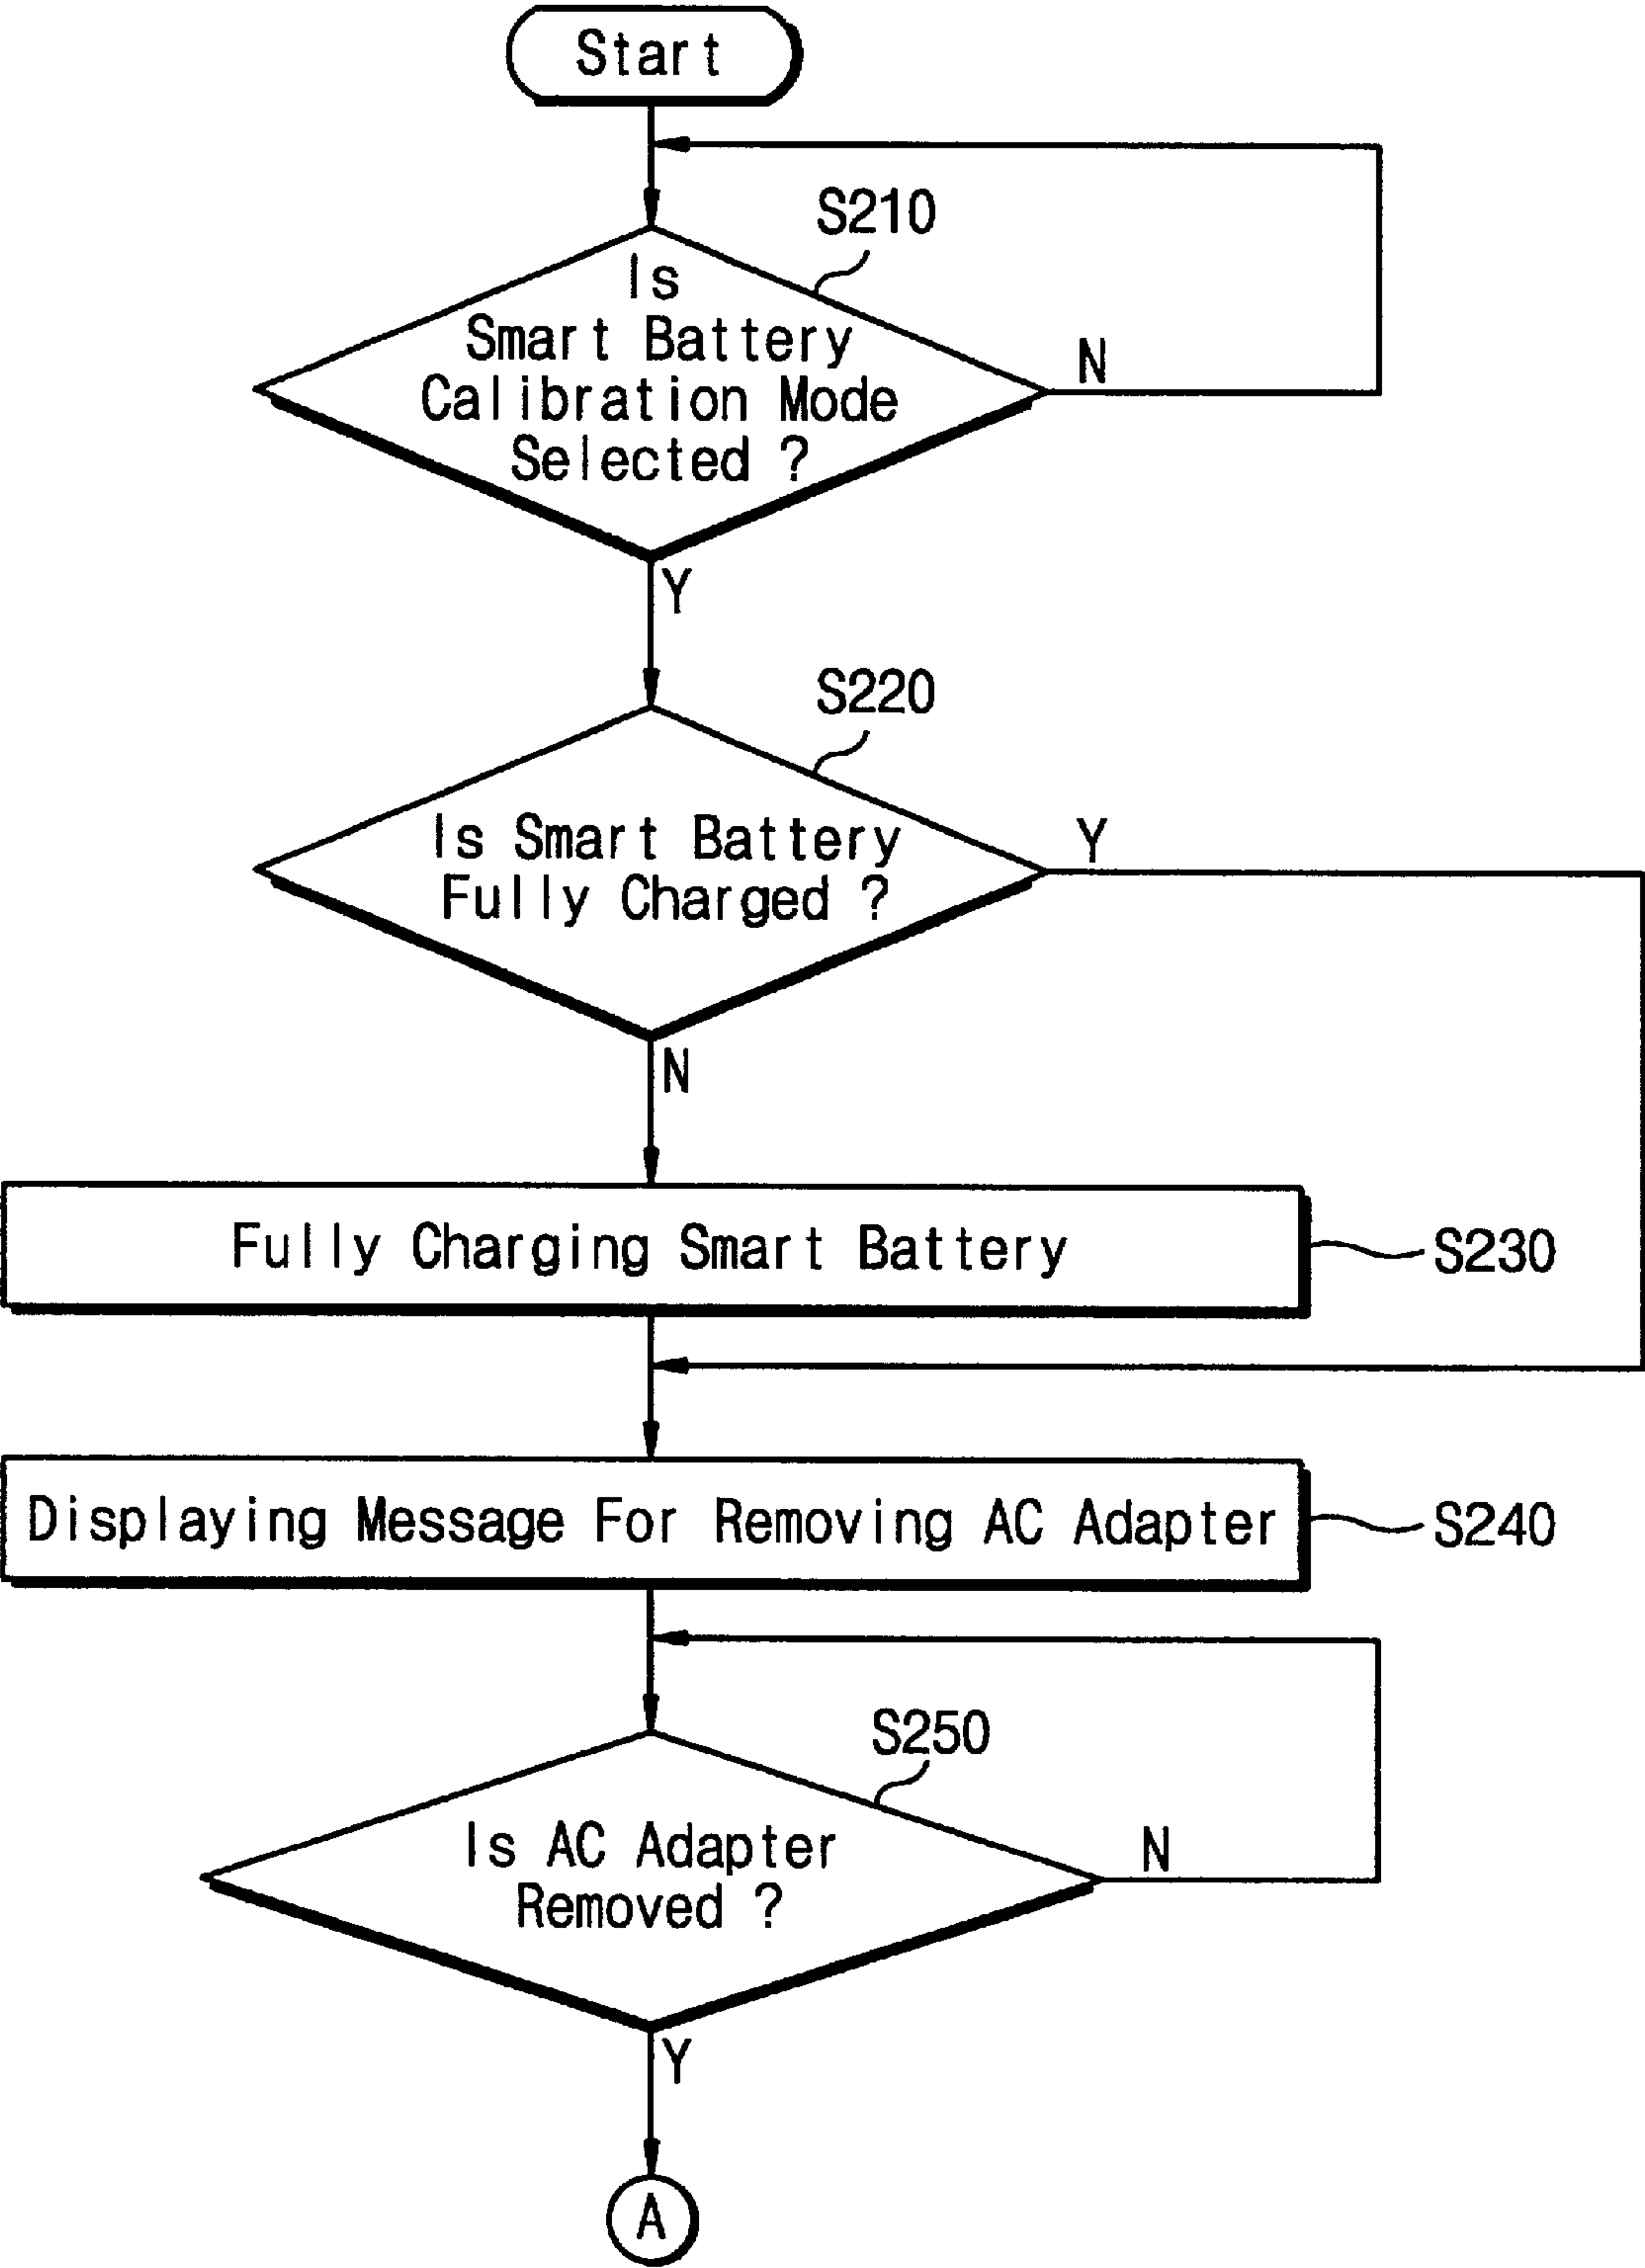 Start
S210
Is
Smart Battery
Calibration Mode
Selected ?
N
Y
S220
Is Smart Battery
Fully Charged ?
Y
N
Fully Charging Smart Battery
S230
Displaying Message For Removing AC Adapter
S240
S250
Is AC Adapter
Removed ?
N
Y
A